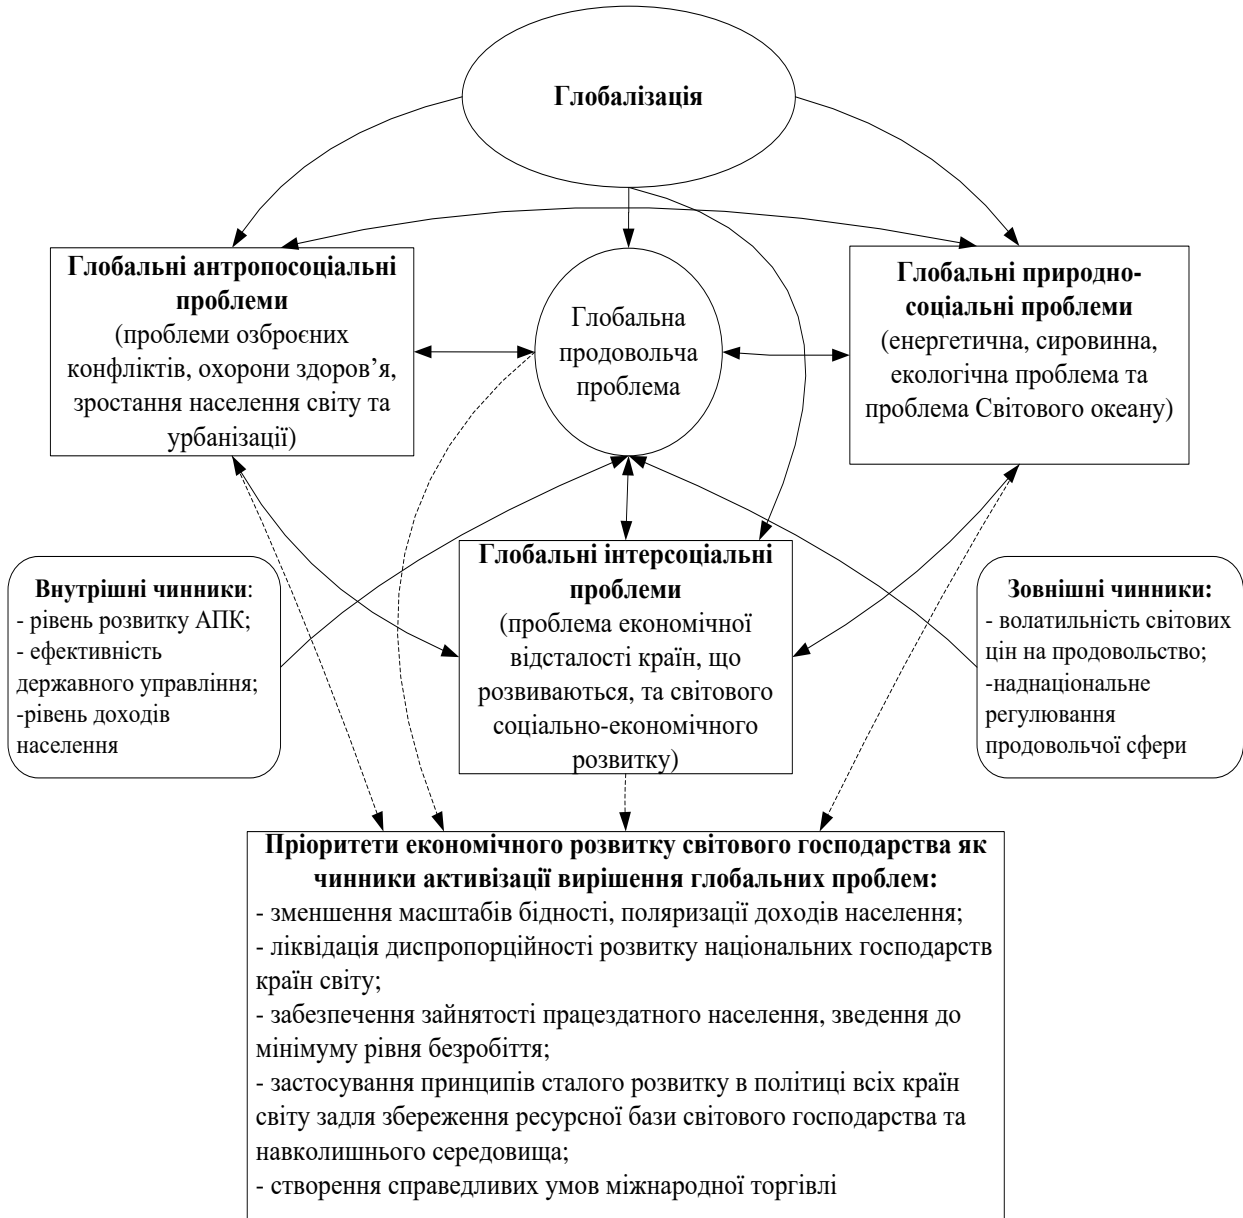 Глобалізація
Глобальні антропосоціальні
проблеми
(проблеми озброєних
конфліктів, охорони здоров’я,
зростання населення світу та
урбанізації)
Глобальна
продовольча
проблема
Глобальні природно-
соціальні проблеми
(енергетична, сировинна,
екологічна проблема та
проблема Світового океану)
Внутрішні чинники:
- рівень розвитку АПК;
- ефективність
державного управління;
-рівень доходів
населення
Глобальні інтерсоціальні
проблеми
(проблема економічної
відсталості країн, що
розвиваються, та світового
соціально-економічного
розвитку)
Зовнішні чинники:
- волатильність світових
цін на продовольство;
-наднаціональне
регулювання
продовольчої сфери
Пріоритети економічного розвитку світового господарства як
чинники активізації вирішення глобальних проблем:
- зменшення масштабів бідності, поляризації доходів населення;
- ліквідація диспропорційності розвитку національних господарств
країн світу;
- забезпечення зайнятості працездатного населення, зведення до
мінімуму рівня безробіття;
- застосування принципів сталого розвитку в політиці всіх країн
світу задля збереження ресурсної бази світового господарства та
навколишнього середовища;
- створення справедливих умов міжнародної торгівлі